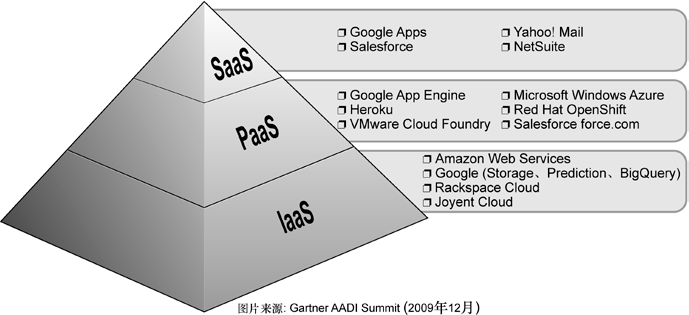 SaaS
❒ Google Apps ❒ Yahoo! Mail
❒ Salesforce ❒ NetSuite
PaaS
❒ Google App Engine ❒ Microsoft Windows Azure
❒ Heroku ❒ Red Hat OpenShift
❒ VMware Cloud Foundry ❒ Salesforce force.com
IaaS
❒ Amazon Web Services
❒ Google (Storage、Prediction、BigQuery)
❒ Rackspace Cloud
❒ Joyent Cloud
图片来源: Gartner AADI Summit (2009年12月)